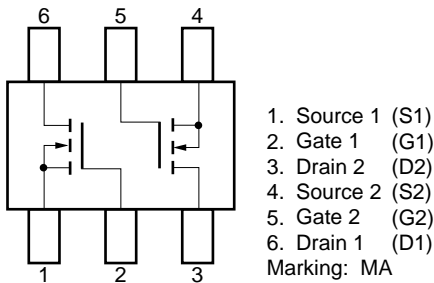 6 5 4
1 2 3
1. Source 1 (S1)
2. Gate 1 (G1)
3. Drain 2 (D2)
4. Source 2 (S2)
5. Gate 2 (G2)
6. Drain 1 (D1)
Marking: MA